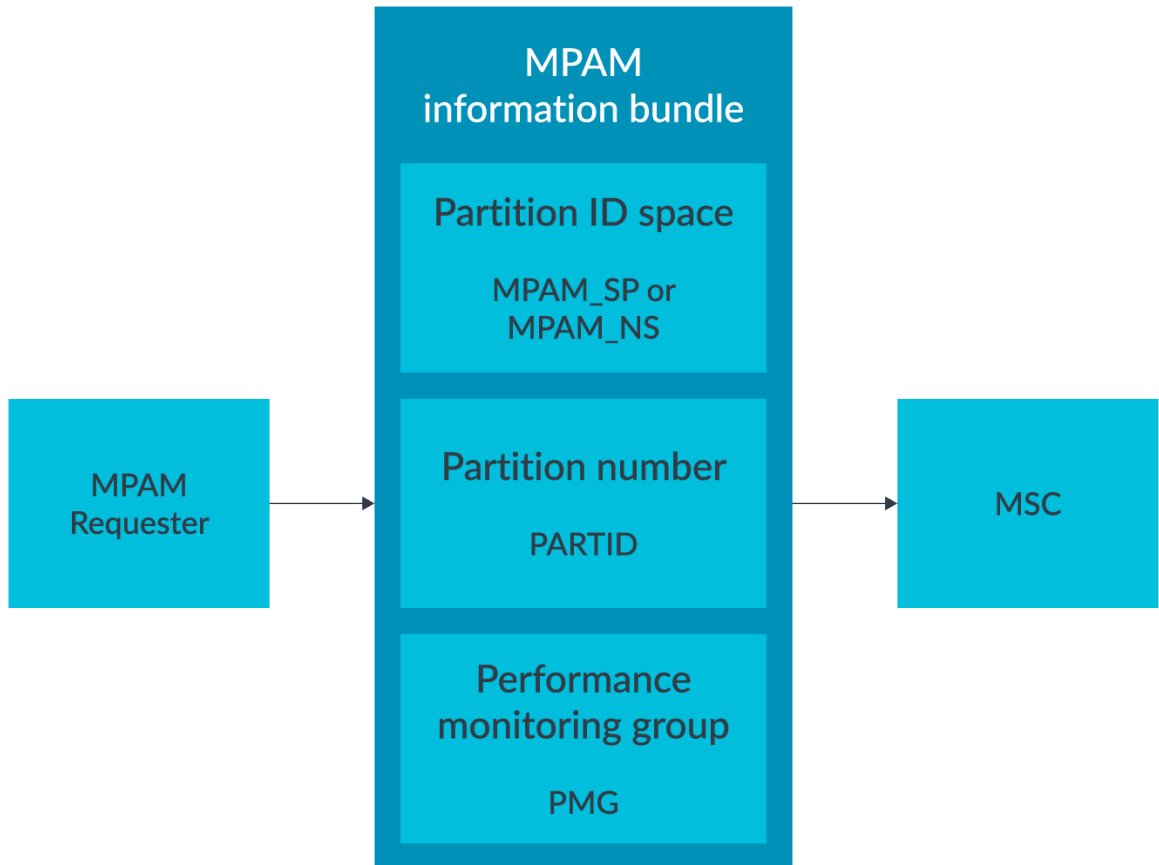 MPAM
information bundle
Partition ID space
MPAM_SP or
MPAM_NS
MPAM
Requester
Partition number
PARTID
MSC
Performance
monitoring group
PMG